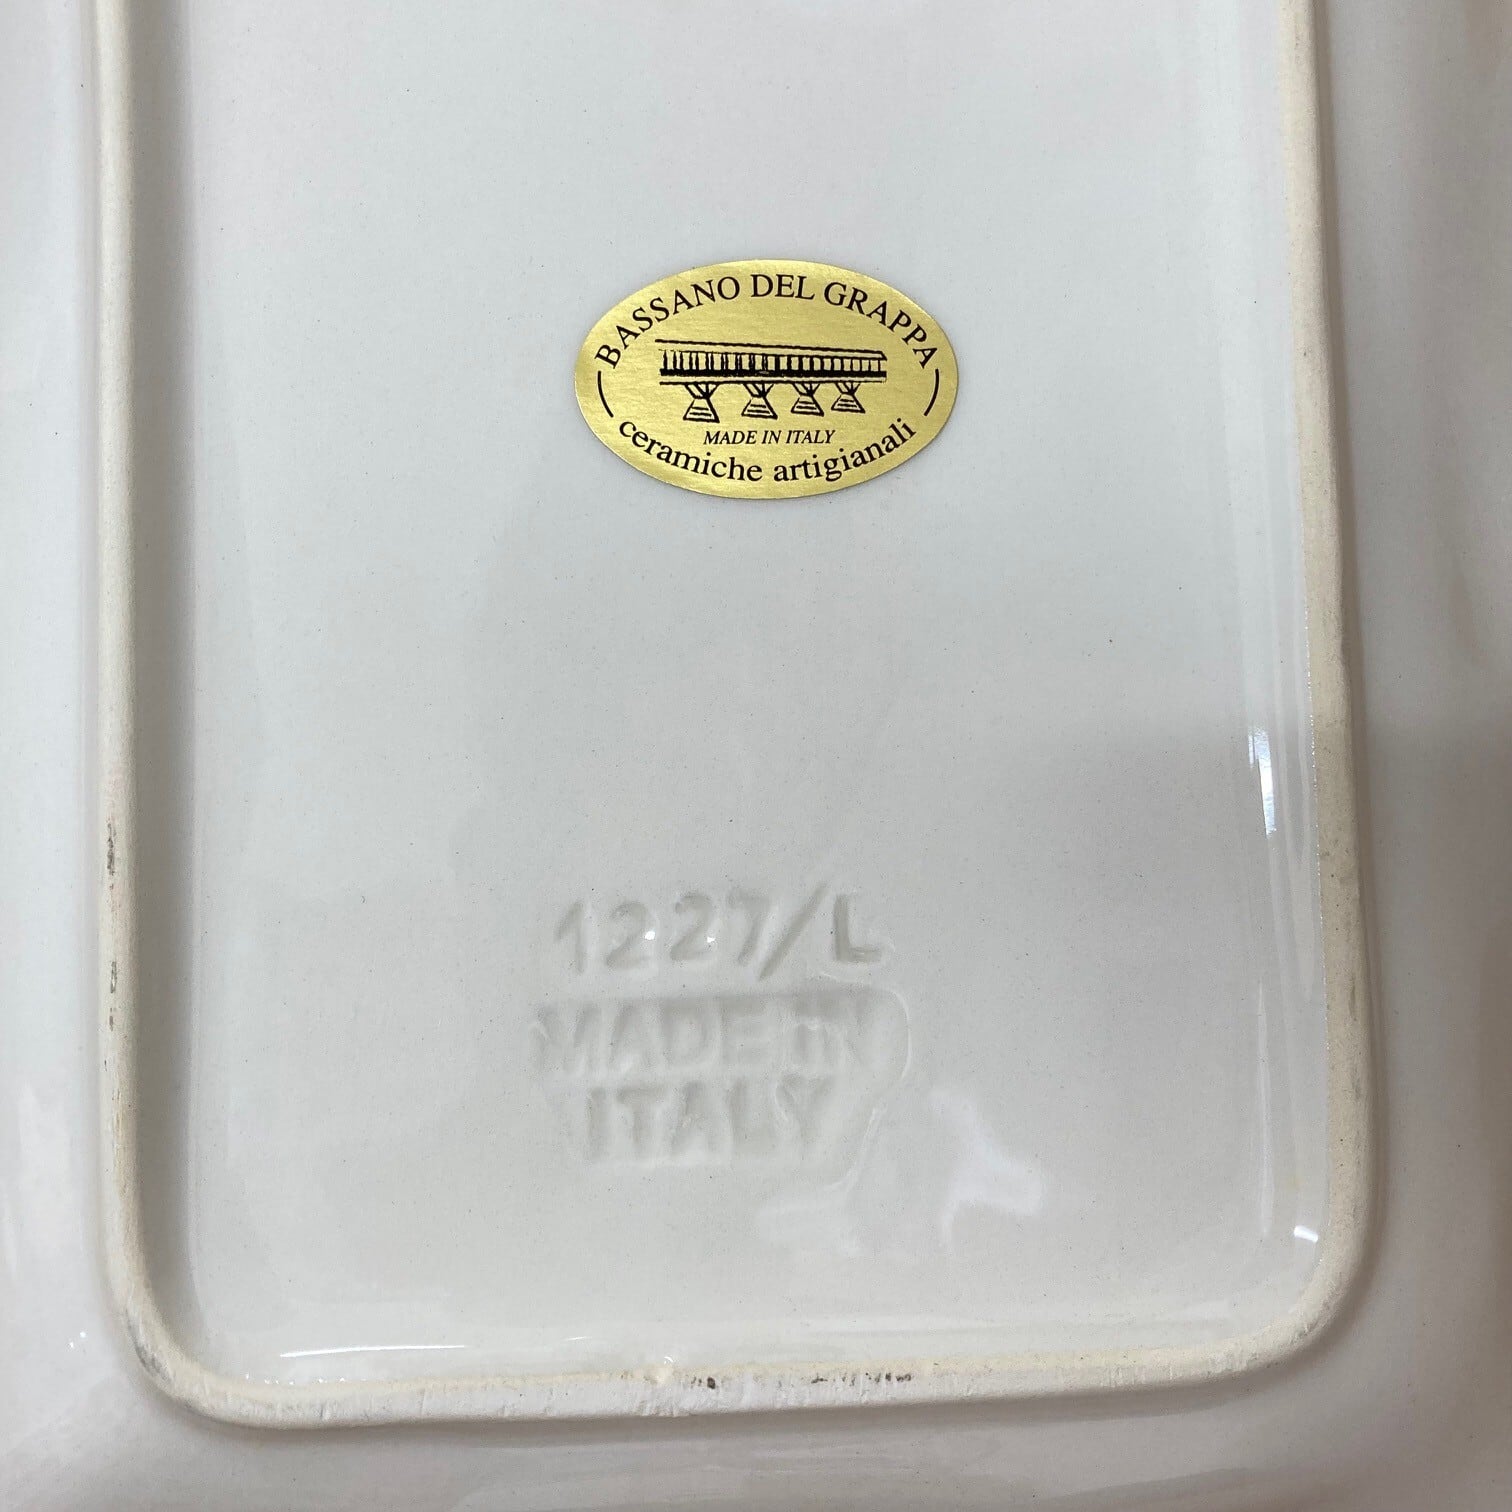 BASSANO DEL GRAPPA
MADE IN ITALY
ceramiche artigianali
1227/L
MADE IN
ITALY